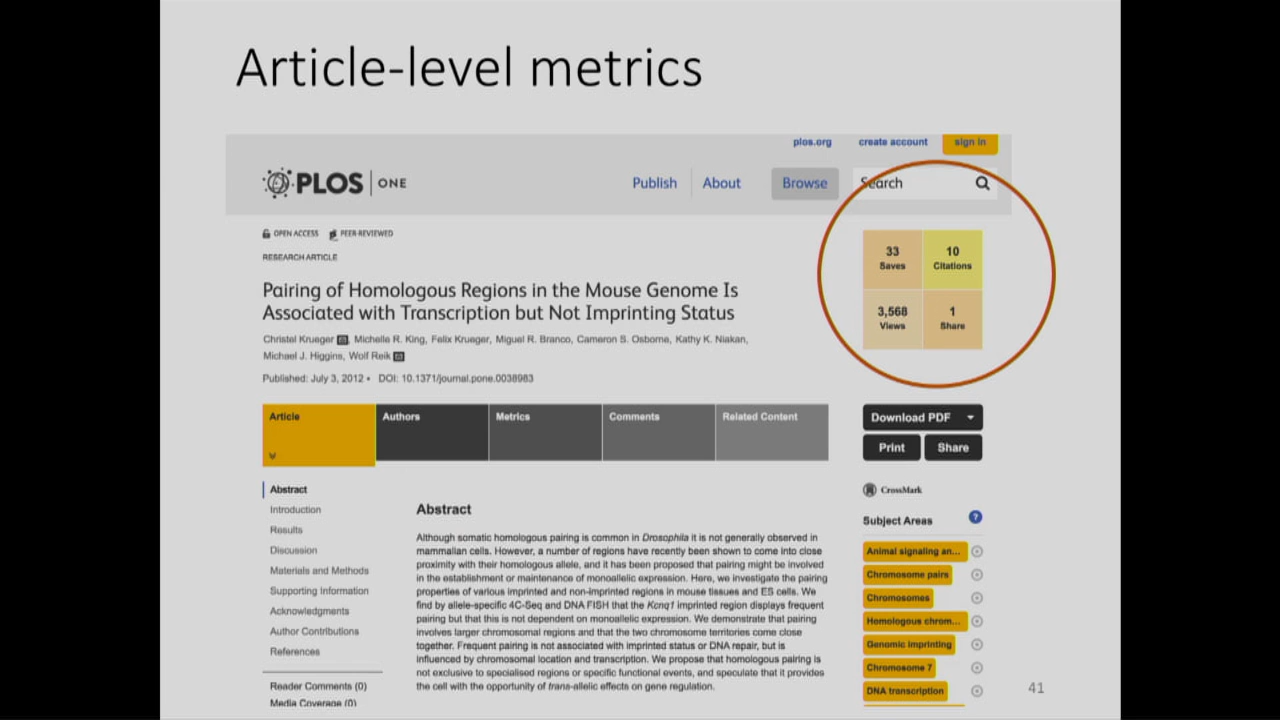 Article-level metrics
plos.org create account sign in
PLOS ONE
Publish About Browse Search
OPEN ACCESS PEER-REVIEWED
RESEARCH ARTICLE
Pairing of Homologous Regions in the Mouse Genome Is
Associated with Transcription but Not Imprinting Status
Christel Krueger, Michelle R. King, Felix Krueger, Miguel R. Branco, Cameron S. Osborne, Kathy K. Niakan,
Michael J. Higgins, Wolf Reik
Published: July 3, 2012 • DOI: 10.1371/journal.pone.0038983
33 Saves
10 Citations
3,568 Views
1 Share
Article Authors Metrics Comments Related Content
Download PDF
Print Share
Abstract
Introduction
Results
Discussion
Materials and Methods
Supporting Information
Acknowledgments
Author Contributions
References
Reader Comments (0)
Media Coverage (0)
Abstract
Although somatic homologous pairing is common in Drosophila it is not generally observed in
mammalian cells. However, a number of regions have recently been shown to come into close
proximity with their homologous allele, and it has been proposed that pairing might be involved
in the establishment or maintenance of monoallelic expression. Here, we investigate the pairing
properties of various imprinted and non-imprinted regions in mouse tissues and ES cells. We
find by allele-specific 4C-Seq and DNA FISH that the Kcnq1 imprinted region displays frequent
pairing but that this is not dependent on monoallelic expression. We demonstrate that pairing
involves larger chromosomal regions and that the two chromosome territories come close
together. Frequent pairing is not associated with imprinted status or DNA repair, but is
influenced by chromosomal location and transcription. We propose that homologous pairing is
not exclusive to specialised regions or specific functional events, and speculate that it provides
the cell with the opportunity of trans-allelic effects on gene regulation.
CrossMark
Subject Areas ?
Animal signaling an...
Chromosome pairs
Chromosomes
Homologous chrom...
Genomic imprinting
Chromosome 7
DNA transcription
41